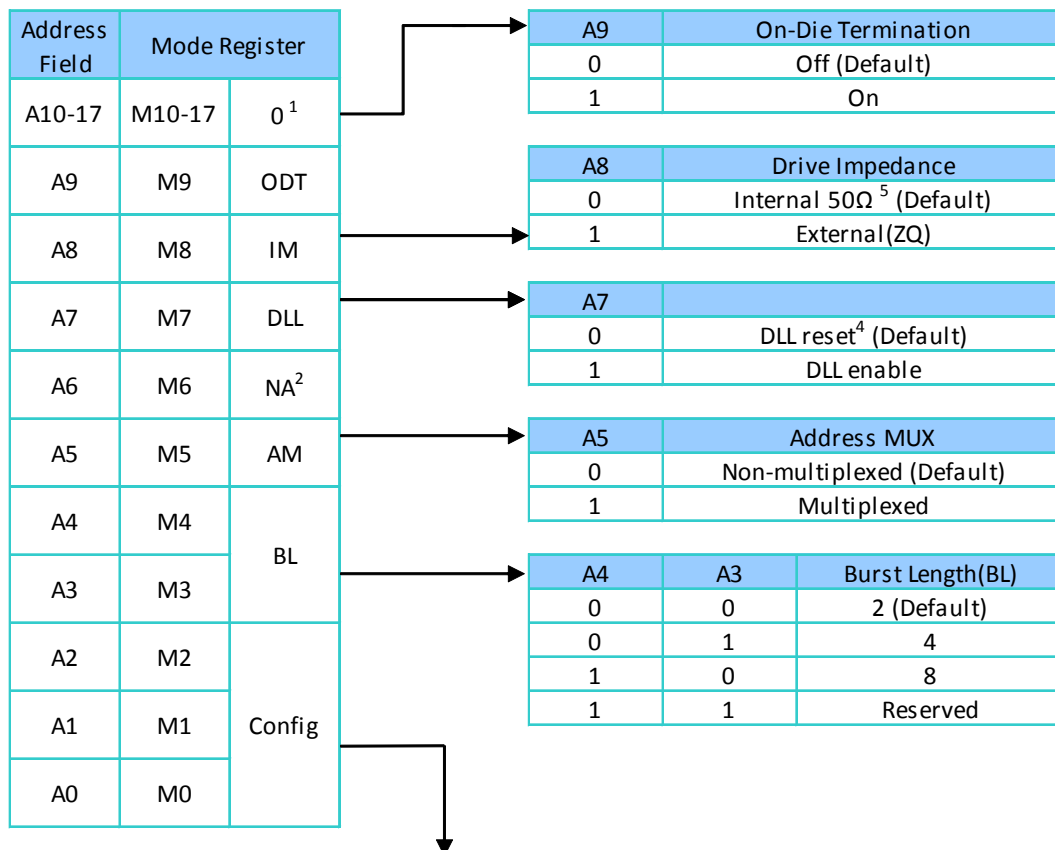 Address Field Mode Register
A10-17 M10-17 0¹
A9 M9 ODT
A8 M8 IM
A7 M7 DLL
A6 M6 NA²
A5 M5 AM
A4 M4 BL
A3 M3
A2 M2 Config
A1 M1
A0 M0
A9 On-Die Termination
0 Off (Default)
1 On
A8 Drive Impedance
0 Internal 50Ω ⁵ (Default)
1 External(ZQ)
A7
0 DLL reset⁴ (Default)
1 DLL enable
A5 Address MUX
0 Non-multiplexed (Default)
1 Multiplexed
A4 A3 Burst Length(BL)
0 0 2 (Default)
0 1 4
1 0 8
1 1 Reserved